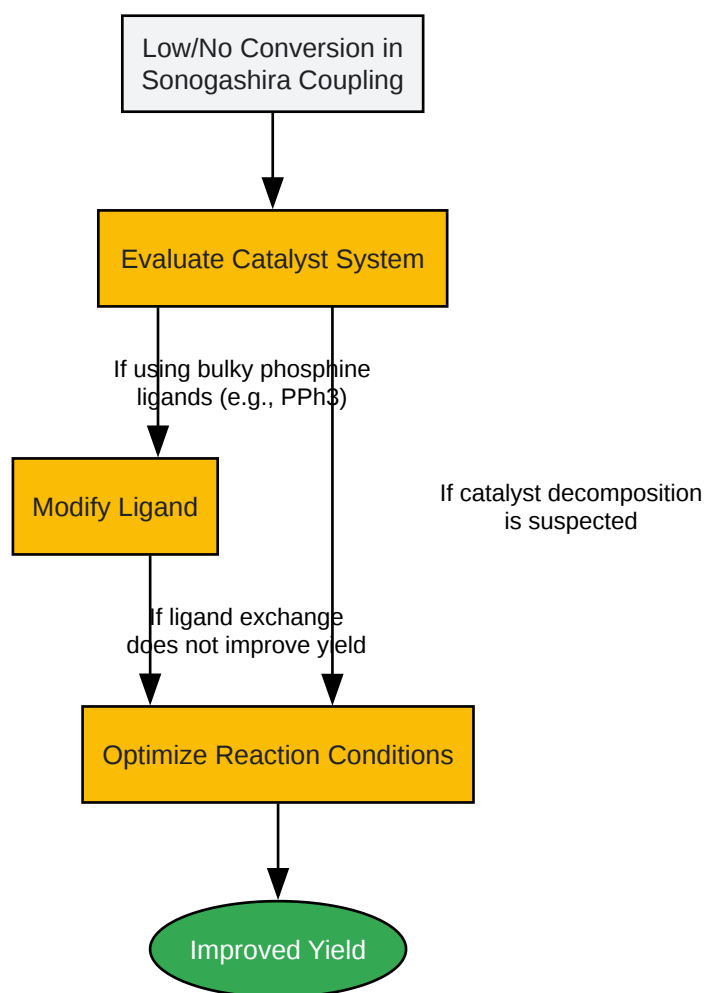 Low/No Conversion in
Sonogashira Coupling
Evaluate Catalyst System
If using bulky phosphine
ligands (e.g., PPh3)
Modify Ligand
If catalyst decomposition
is suspected
If ligand exchange
does not improve yield
Optimize Reaction Conditions
Improved Yield